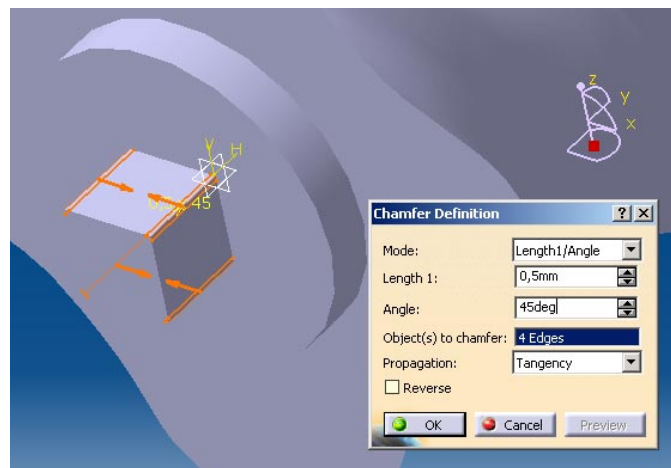 z
y
x
V H
45
Chamfer Definition
Mode: Length1/Angle
Length 1: 0,5mm
Angle: 45deg
Object(s) to chamfer: 4 Edges
Propagation: Tangency
Reverse
OK Cancel Preview